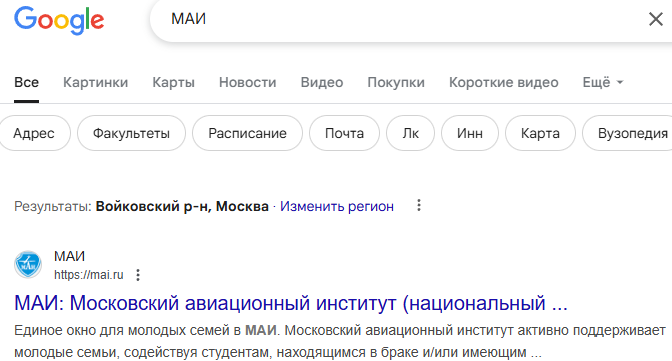 Google МАИ
Все Картинки Карты Новости Видео Покупки Короткие видео Ещё
Адрес Факультеты Расписание Почта Лк Инн Карта Вузопедия
Результаты: Войковский р-н, Москва · Изменить регион
МАИ
https://mai.ru
МАИ: Московский авиационный институт (национальный ...
Единое окно для молодых семей в МАИ. Московский авиационный институт активно поддерживает
молодые семьи, содействуя студентам, находящимся в браке и/или имеющим ...